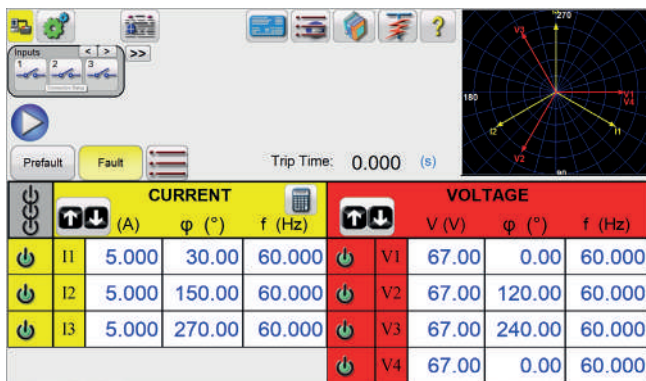 270
V3
180
V1
V4
I2
I1
V2
90
Inputs
< | >
>>
1 2 3
?
Prefault
Fault
Trip Time: 0.000 (s)
CURRENT
VOLTAGE
(A) φ (°) f (Hz)
V (V) φ (°) f (Hz)
I1 5.000 30.00 60.000 V1 67.00 0.00 60.000
I2 5.000 150.00 60.000 V2 67.00 120.00 60.000
I3 5.000 270.00 60.000 V3 67.00 240.00 60.000
V4 67.00 0.00 60.000